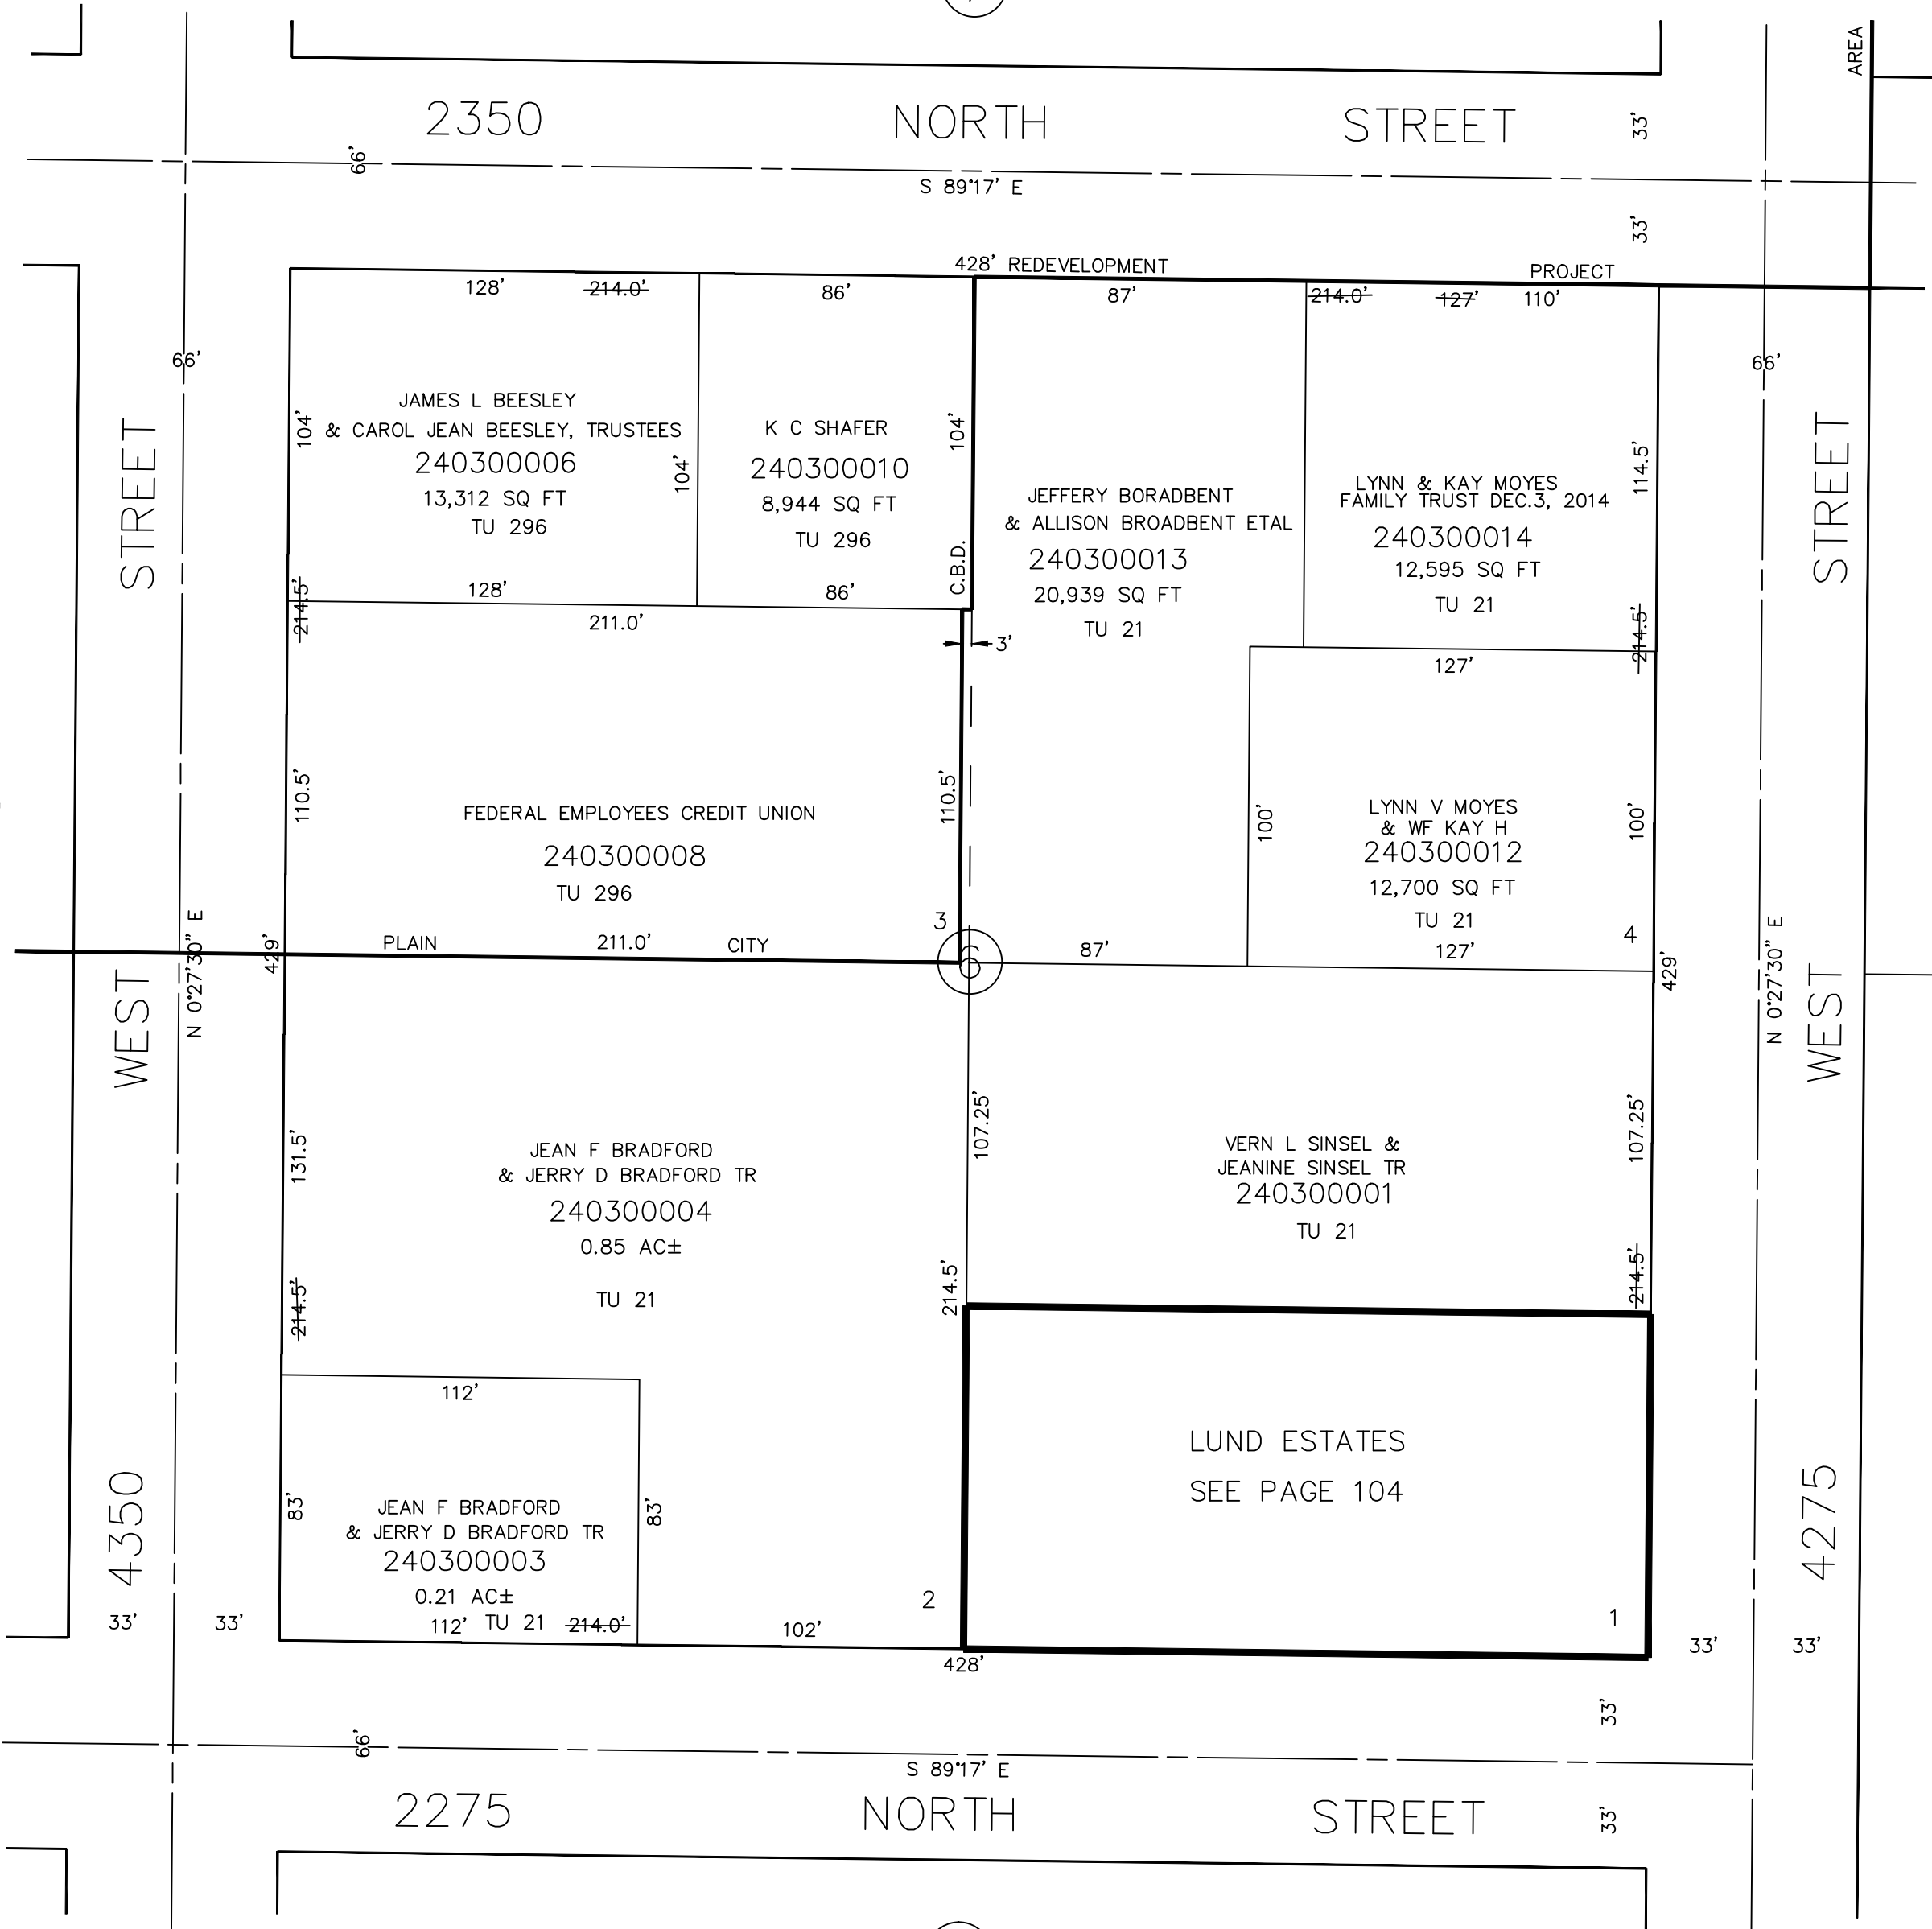 AREA
2350 NORTH STREET
33'
66'
S 89°17' E
33'
428' REDEVELOPMENT PROJECT
128' 214.0' 86' 87' 214.0' 127' 110'
66'
66'
STREET
STREET
104'
JAMES L BEESLEY
& CAROL JEAN BEESLEY, TRUSTEES
240300006
13,312 SQ FT
TU 296
104'
128'
K C SHAFER
240300010
8,944 SQ FT
TU 296
86'
104'
C.B.D.
JEFFERY BORADBENT
& ALLISON BROADBENT ETAL
240300013
20,939 SQ FT
TU 21
LYNN & KAY MOYES
FAMILY TRUST DEC.3, 2014
240300014
12,595 SQ FT
TU 21
114.5'
214.5'
214.5'
211.0'
3'
127'
110.5'
FEDERAL EMPLOYEES CREDIT UNION
240300008
TU 296
110.5'
100'
LYNN V MOYES
& WF KAY H
240300012
12,700 SQ FT
TU 21
100'
3
4
PLAIN 211.0' CITY
87'
127'
429'
N 0°27'30" E
6
429'
N 0°27'30" E
WEST
WEST
131.5'
JEAN F BRADFORD
& JERRY D BRADFORD TR
240300004
0.85 AC±
TU 21
107.25'
VERN L SINSEL &
JEANINE SINSEL TR
240300001
TU 21
107.25'
214.5'
214.5'
214.5'
112'
LUND ESTATES
SEE PAGE 104
4350
4275
83'
JEAN F BRADFORD
& JERRY D BRADFORD TR
240300003
0.21 AC±
TU 21
83'
2
1
33' 33'
112' 214.0' 102'
33' 33'
428'
33'
66'
S 89°17' E
2275 NORTH STREET
33'